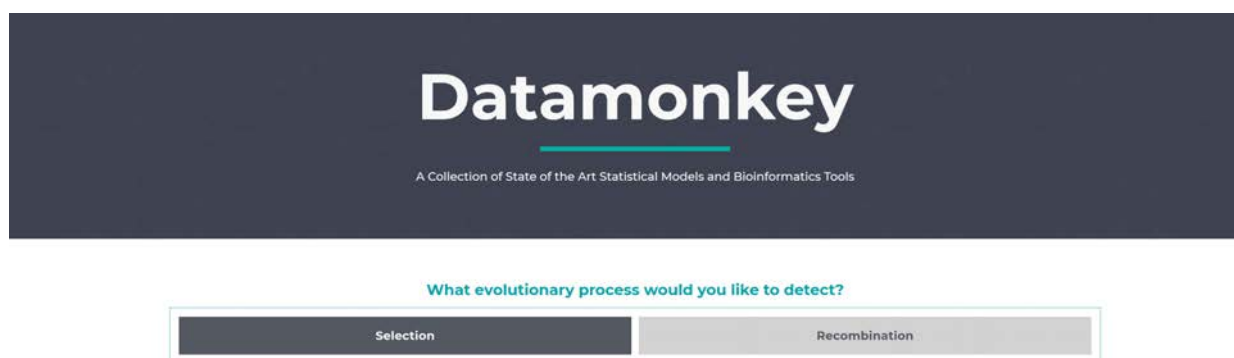 Datamonkey
A Collection of State of the Art Statistical Models and Bioinformatics Tools
What evolutionary process would you like to detect?
Selection
Recombination